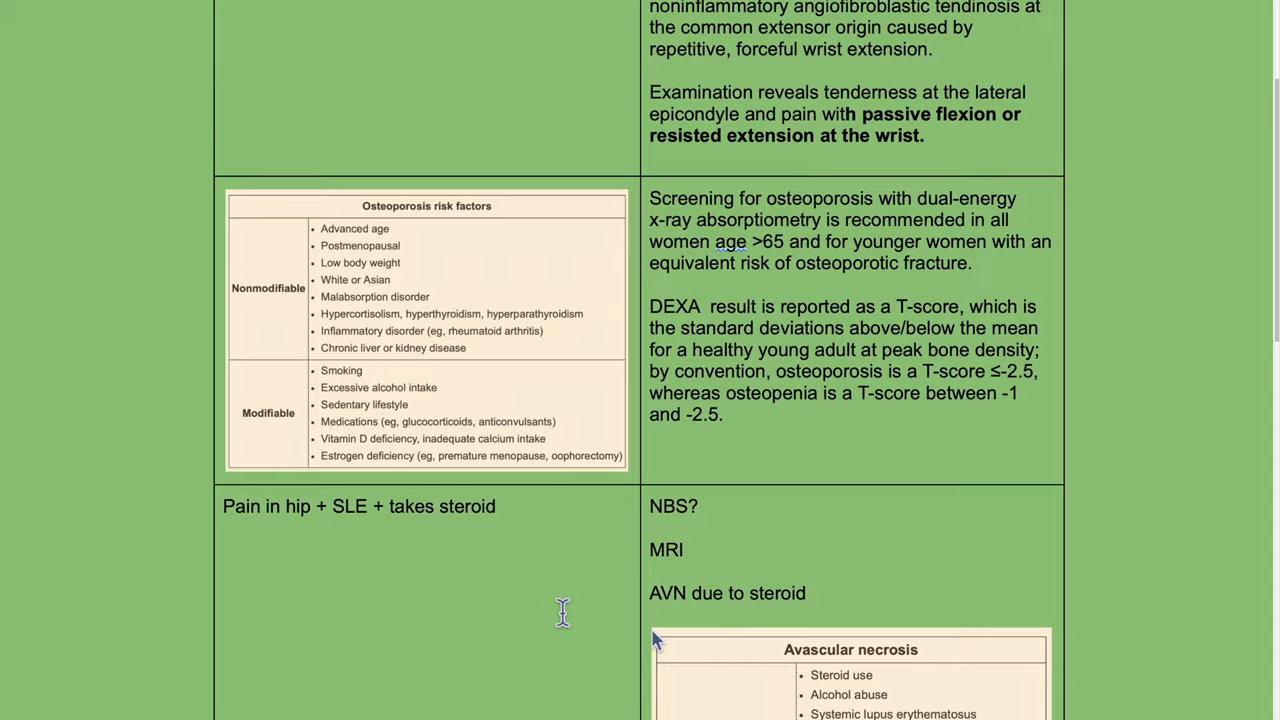 noninflammatory angiofibroblastic tendinosis at
the common extensor origin caused by
repetitive, forceful wrist extension.
Examination reveals tenderness at the lateral
epicondyle and pain with passive flexion or
resisted extension at the wrist.
Osteoporosis risk factors
Nonmodifiable
• Advanced age
• Postmenopausal
• Low body weight
• White or Asian
• Malabsorption disorder
• Hypercortisolism, hyperthyroidism, hyperparathyroidism
• Inflammatory disorder (eg, rheumatoid arthritis)
• Chronic liver or kidney disease
Modifiable
• Smoking
• Excessive alcohol intake
• Sedentary lifestyle
• Medications (eg, glucocorticoids, anticonvulsants)
• Vitamin D deficiency, inadequate calcium intake
• Estrogen deficiency (eg, premature menopause, oophorectomy)
Screening for osteoporosis with dual-energy
x-ray absorptiometry is recommended in all
women age >65 and for younger women with an
equivalent risk of osteoporotic fracture.
DEXA  result is reported as a T-score, which is
the standard deviations above/below the mean
for a healthy young adult at peak bone density;
by convention, osteoporosis is a T-score ≤-2.5,
whereas osteopenia is a T-score between -1
and -2.5.
Pain in hip + SLE + takes steroid
NBS?
MRI
AVN due to steroid
Avascular necrosis
• Steroid use
• Alcohol abuse
• Systemic lupus erythematosus